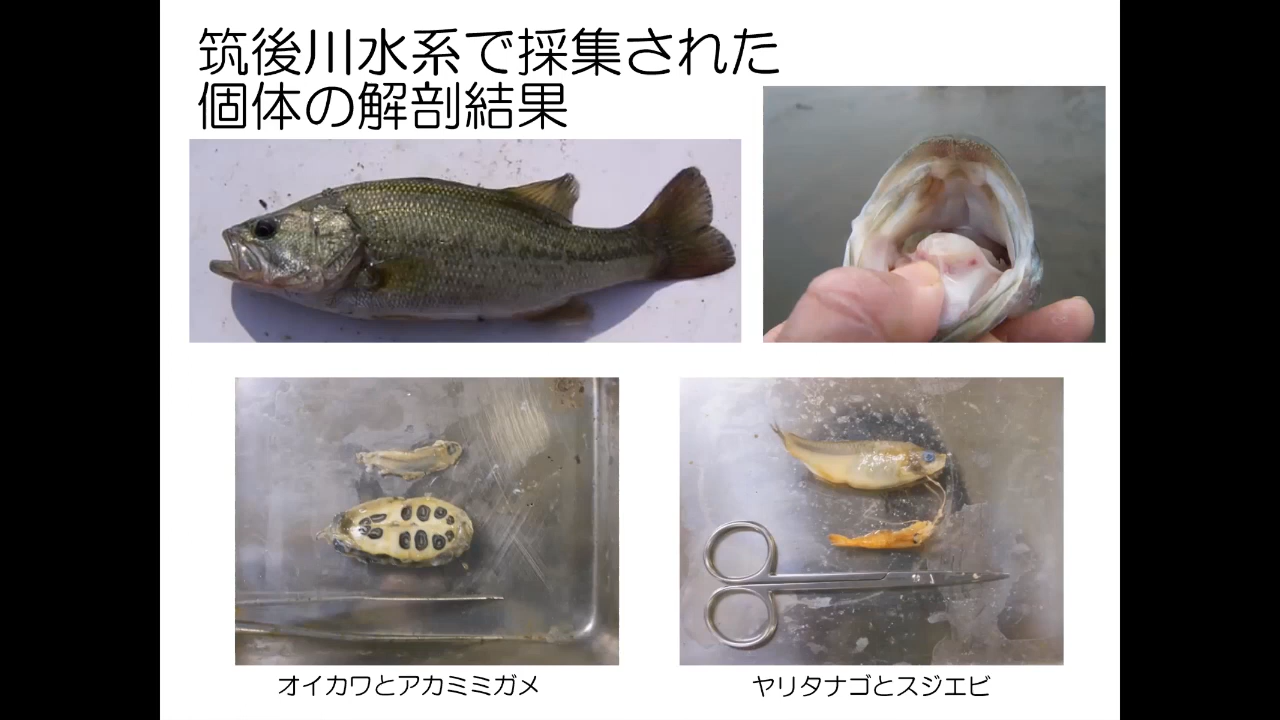 筑後川水系で採集された
個体の解剖結果
オイカワとアカミミガメ
ヤリタナゴとスジエビ